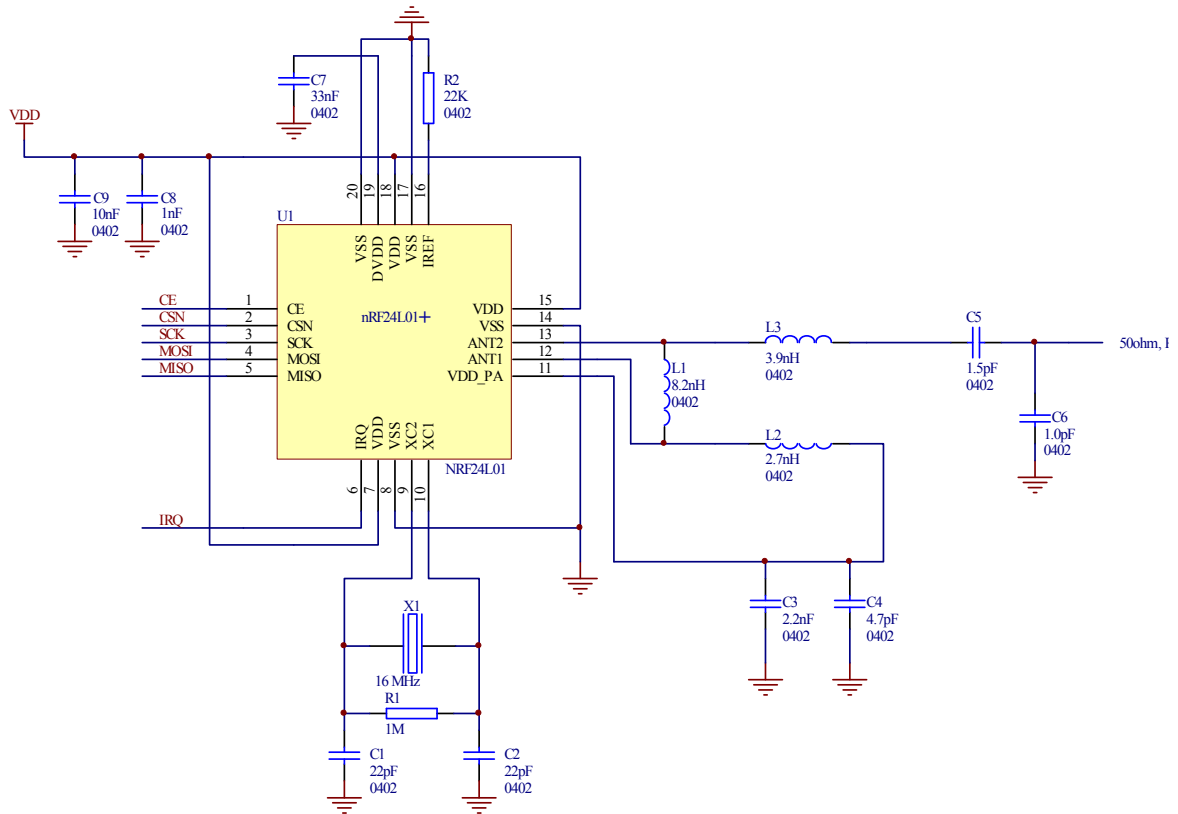 C7
33nF
0402
R2
22K
0402
VDD
C9
10nF
0402
C8
1nF
0402
20
19
18
17
16
U1
VSS
DVDD
VDD
VSS
IREF
CE
CSN
SCK
MOSI
MISO
1
2
3
4
5
CE
CSN
SCK
MOSI
MISO
nRF24L01+
VDD
VSS
ANT2
ANT1
VDD_PA
15
14
13
12
11
IRQ
VDD
VSS
XC2
XC1
NRF24L01
6
7
8
9
10
IRQ
L3
3.9nH
0402
C5
1.5pF
0402
50ohm,
L1
8.2nH
0402
L2
2.7nH
0402
C6
1.0pF
0402
C3
2.2nF
0402
C4
4.7pF
0402
X1
16 MHz
R1
1M
C1
22pF
0402
C2
22pF
0402